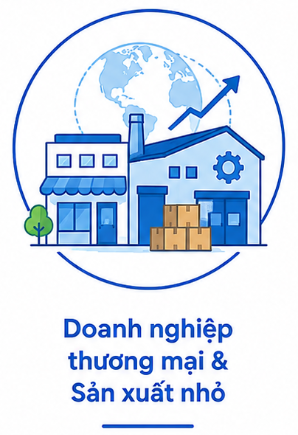 Doanh nghiệp
thương mại &
Sản xuất nhỏ